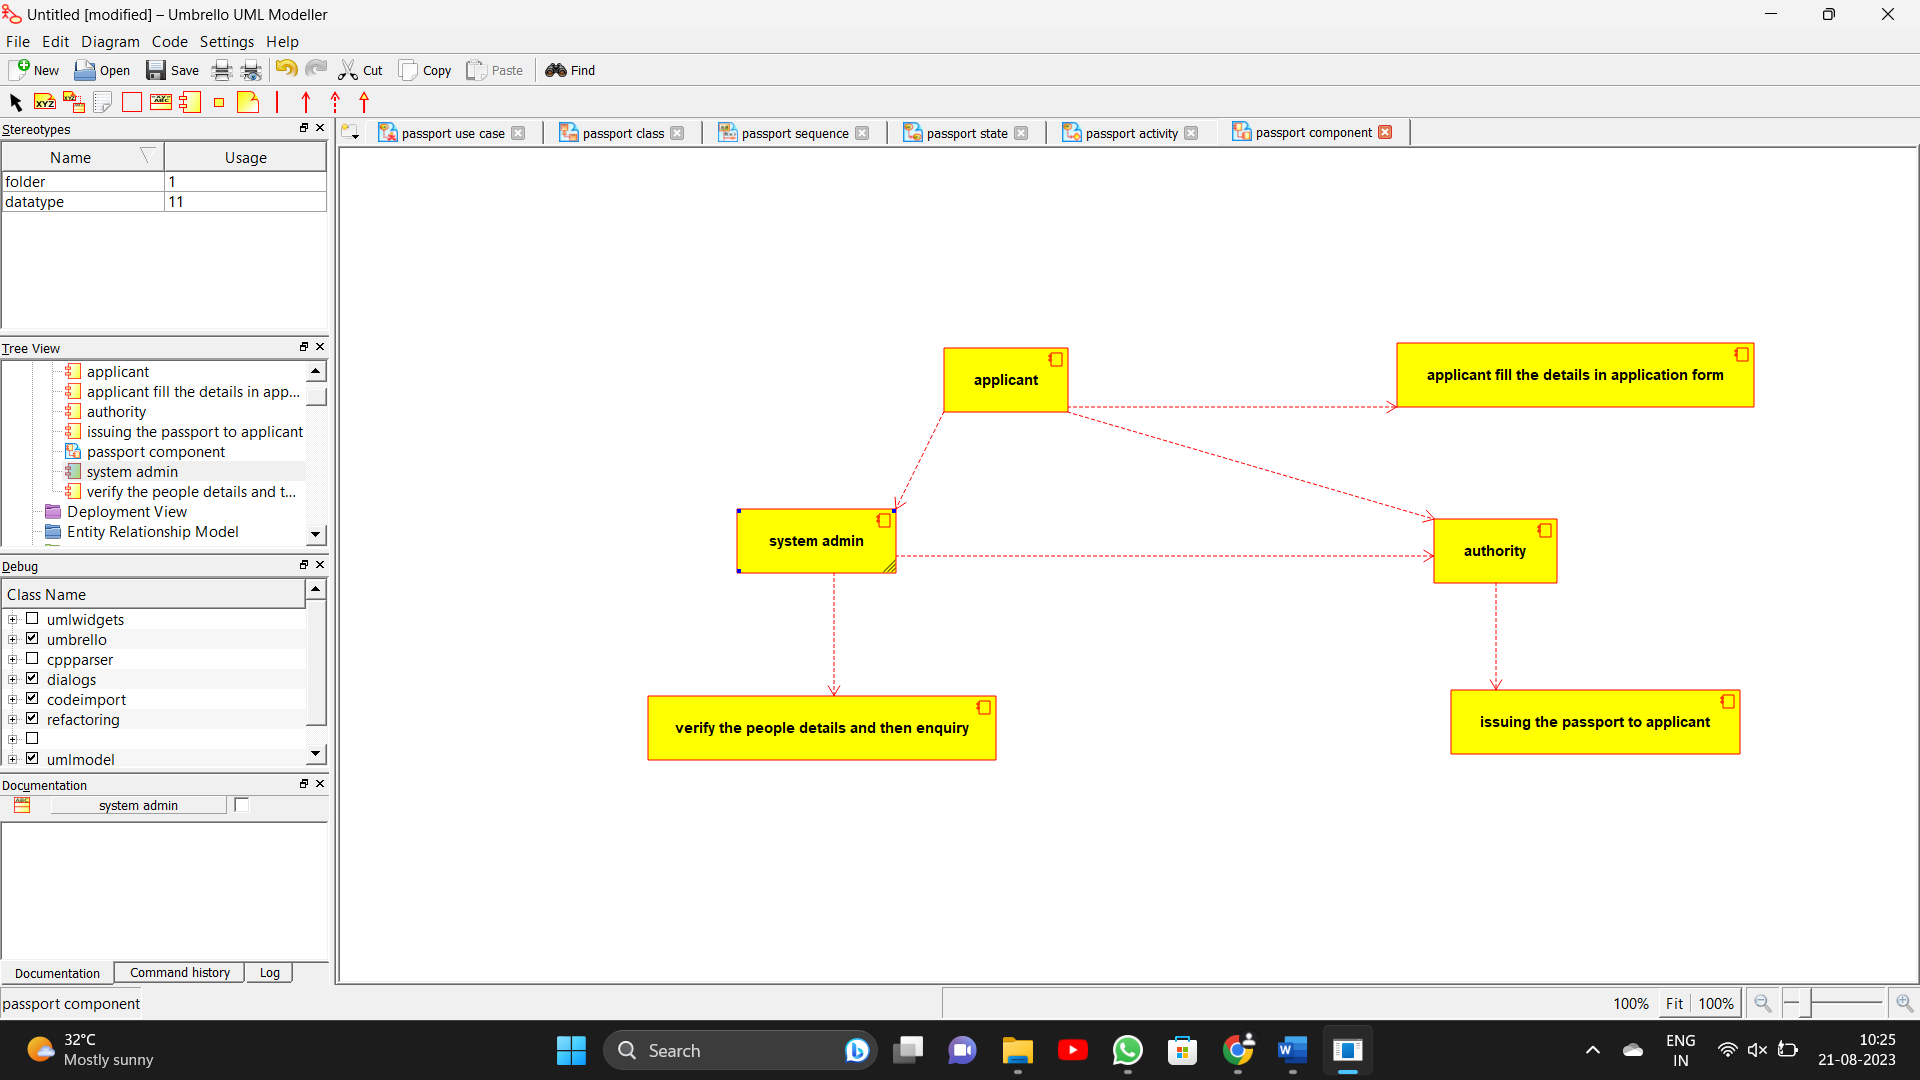 Untitled [modified] – Umbrello UML Modeller
File Edit Diagram Code Settings Help
New Open Save Cut Copy Paste Find
Stereotypes
Name Usage
folder 1
datatype 11
passport use case passport class passport sequence passport state passport activity passport component
Tree View
applicant
applicant fill the details in app...
authority
issuing the passport to applicant
passport component
system admin
verify the people details and t...
Deployment View
Entity Relationship Model
Debug
Class Name
umlwidgets
umbrello
cppparser
dialogs
codeimport
refactoring
umlmodel
Documentation
system admin
Documentation Command history Log
applicant
applicant fill the details in application form
system admin
authority
verify the people details and then enquiry
issuing the passport to applicant
passport component
100% Fit 100%
32°C
Mostly sunny
Search
ENG
IN
10:25
21-08-2023